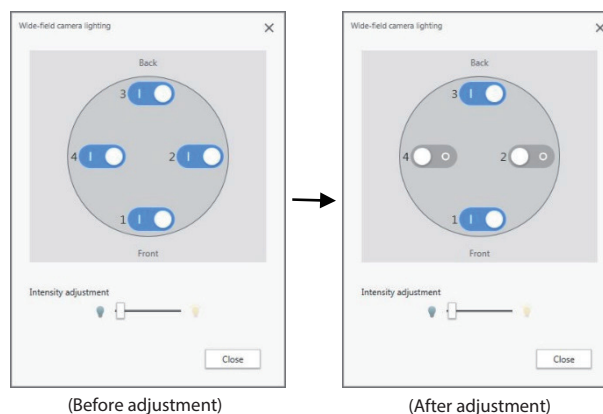 Wide-field camera lighting
Back
3
4
2
1
Front
Intensity adjustment
Close
(Before adjustment)
Wide-field camera lighting
Back
3
4
2
1
Front
Intensity adjustment
Close
(After adjustment)